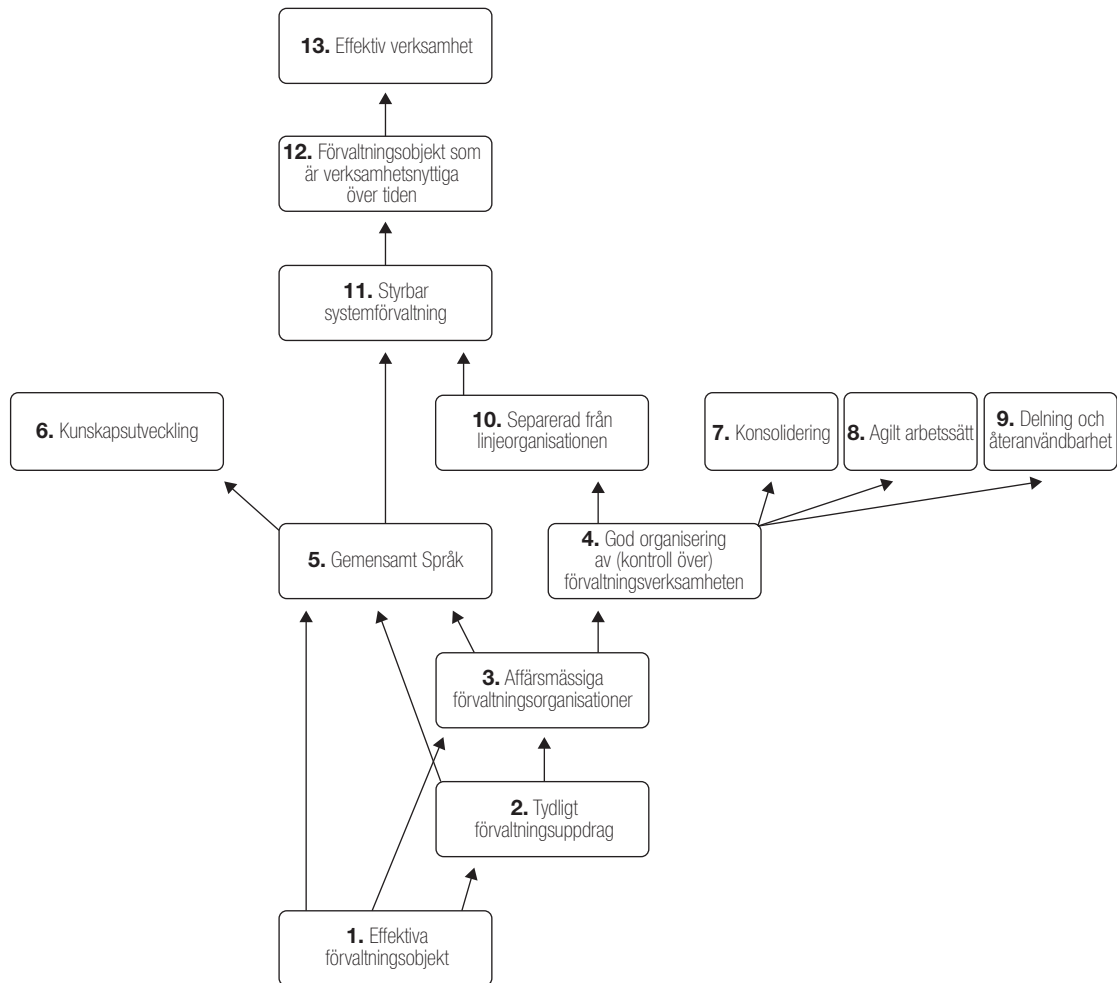 13. Effektiv verksamhet
12. Förvaltningsobjekt som
är verksamhetsnyttiga
över tiden
11. Styrbar
systemförvaltning
6. Kunskapsutveckling
10. Separerad från
linjeorganisationen
7. Konsolidering
8. Agilt arbetssätt
9. Delning och
återanvändbarhet
5. Gemensamt Språk
4. God organisering
av (kontroll över)
förvaltningsverksamheten
3. Affärsmässiga
förvaltningsorganisationer
2. Tydligt
förvaltningsuppdrag
1. Effektiva
förvaltningsobjekt